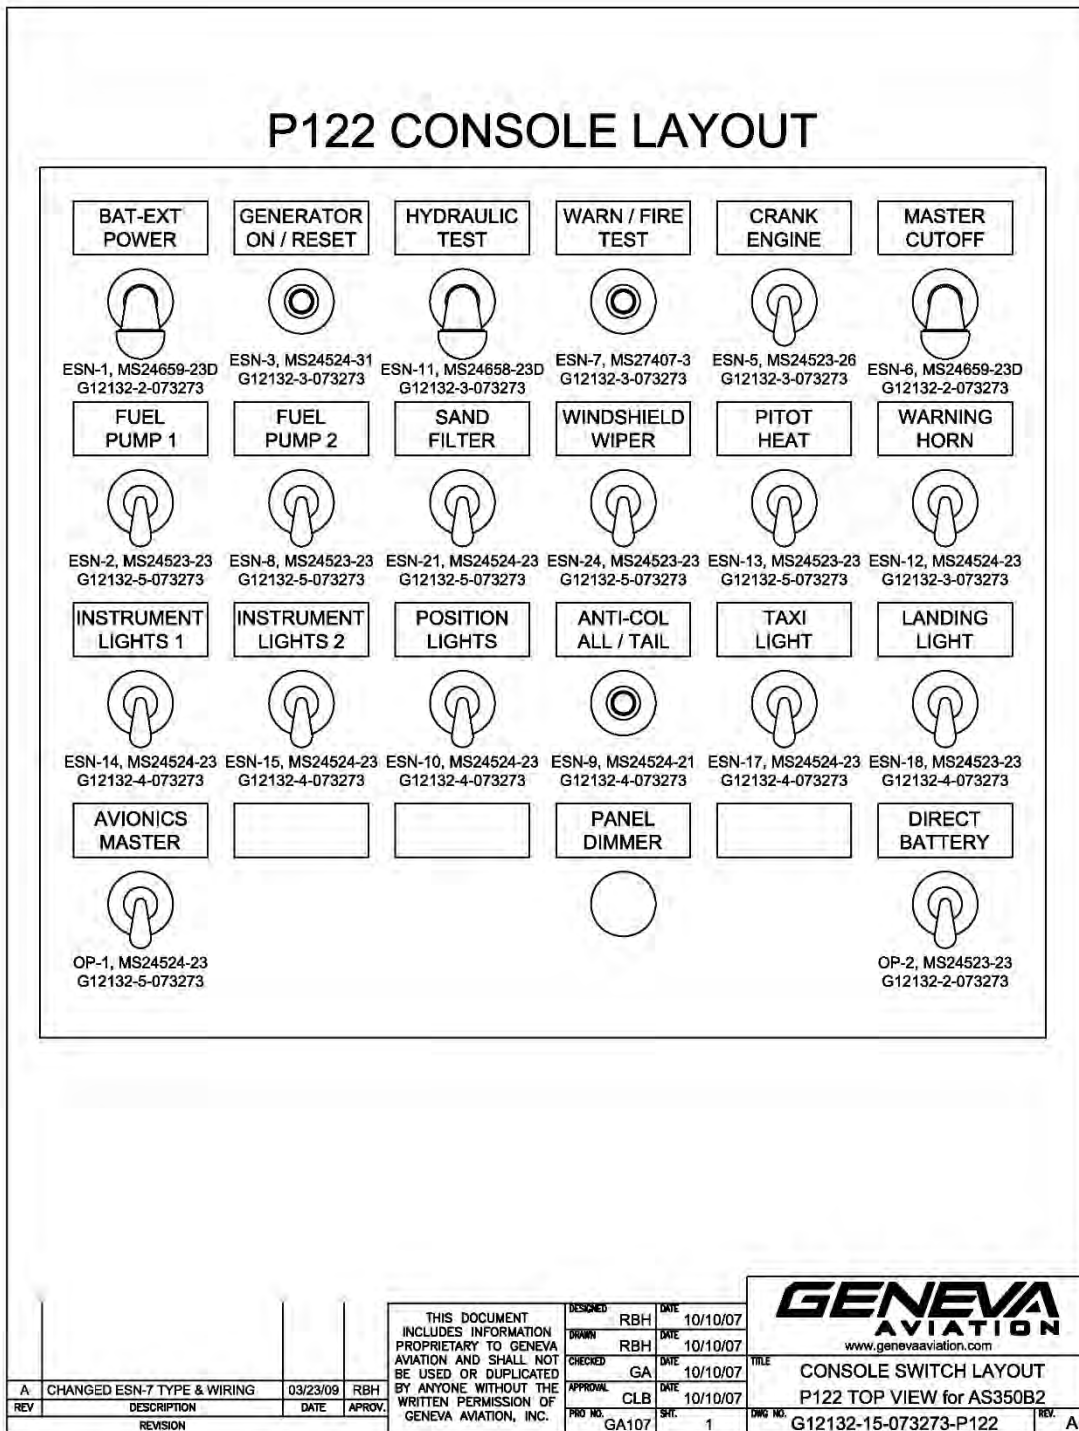 P122 CONSOLE LAYOUT
BAT-EXT
POWER
GENERATOR
ON / RESET
HYDRAULIC
TEST
WARN / FIRE
TEST
CRANK
ENGINE
MASTER
CUTOFF
ESN-1, MS24659-23D
G12132-2-073273
ESN-3, MS24524-31
G12132-3-073273
ESN-11, MS24658-23D
G12132-3-073273
ESN-7, MS27407-3
G12132-3-073273
ESN-5, MS24523-26
G12132-3-073273
ESN-6, MS24659-23D
G12132-2-073273
FUEL
PUMP 1
FUEL
PUMP 2
SAND
FILTER
WINDSHIELD
WIPER
PITOT
HEAT
WARNING
HORN
ESN-2, MS24523-23
G12132-5-073273
ESN-8, MS24523-23
G12132-5-073273
ESN-21, MS24524-23
G12132-5-073273
ESN-24, MS24523-23
G12132-5-073273
ESN-13, MS24523-23
G12132-5-073273
ESN-12, MS24524-23
G12132-3-073273
INSTRUMENT
LIGHTS 1
INSTRUMENT
LIGHTS 2
POSITION
LIGHTS
ANTI-COL
ALL / TAIL
TAXI
LIGHT
LANDING
LIGHT
ESN-14, MS24524-23
G12132-4-073273
ESN-15, MS24524-23
G12132-4-073273
ESN-10, MS24524-23
G12132-4-073273
ESN-9, MS24524-21
G12132-4-073273
ESN-17, MS24524-23
G12132-4-073273
ESN-18, MS24523-23
G12132-4-073273
AVIONICS
MASTER
PANEL
DIMMER
DIRECT
BATTERY
OP-1, MS24524-23
G12132-5-073273
OP-2, MS24523-23
G12132-2-073273
A CHANGED ESN-7 TYPE & WIRING 03/23/09 RBH
REV DESCRIPTION DATE APROV.
REVISION
THIS DOCUMENT
INCLUDES INFORMATION
PROPRIETARY TO GENEVA
AVIATION AND SHALL NOT
BE USED OR DUPLICATED
BY ANYONE WITHOUT THE
WRITTEN PERMISSION OF
GENEVA AVIATION, INC.
DESIGNED RBH DATE 10/10/07
DRAWN RBH DATE 10/10/07
CHECKED GA DATE 10/10/07
APPROVAL CLB DATE 10/10/07
PRO NO. GA107 SHT. 1
GENEVA
AVIATION
www.genevaaviation.com
TITLE CONSOLE SWITCH LAYOUT
P122 TOP VIEW for AS350B2
DWG NO. G12132-15-073273-P122 REV. A